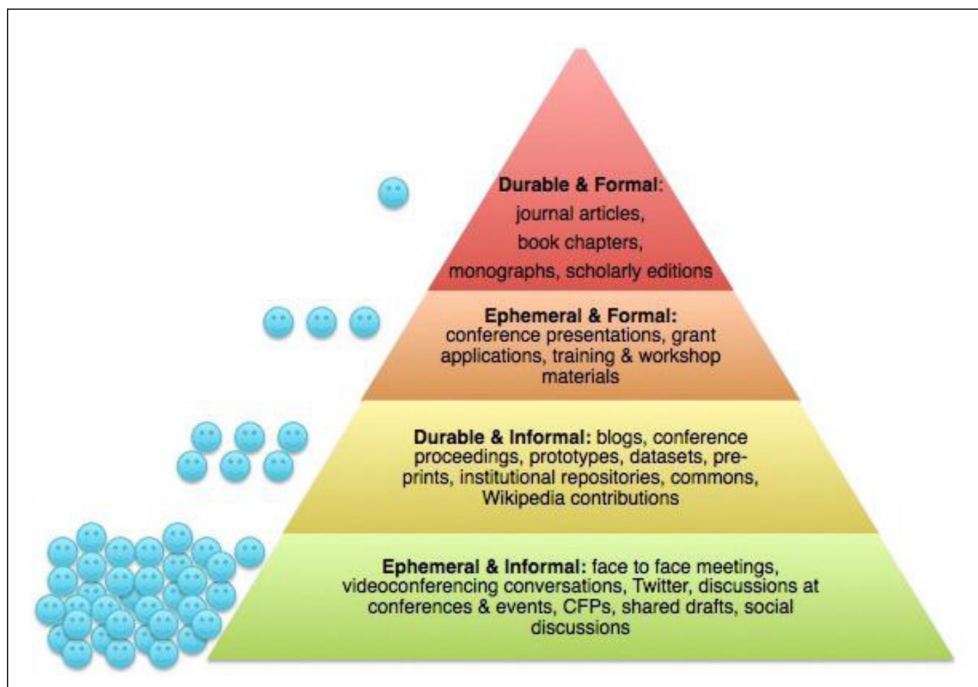 Durable & Formal:
journal articles,
book chapters,
monographs, scholarly editions
Ephemeral & Formal:
conference presentations, grant
applications, training & workshop
materials
Durable & Informal: blogs, conference
proceedings, prototypes, datasets, pre-
prints, institutional repositories, commons,
Wikipedia contributions
Ephemeral & Informal: face to face meetings,
videoconferencing conversations, Twitter, discussions at
conferences & events, CFPs, shared drafts, social
discussions